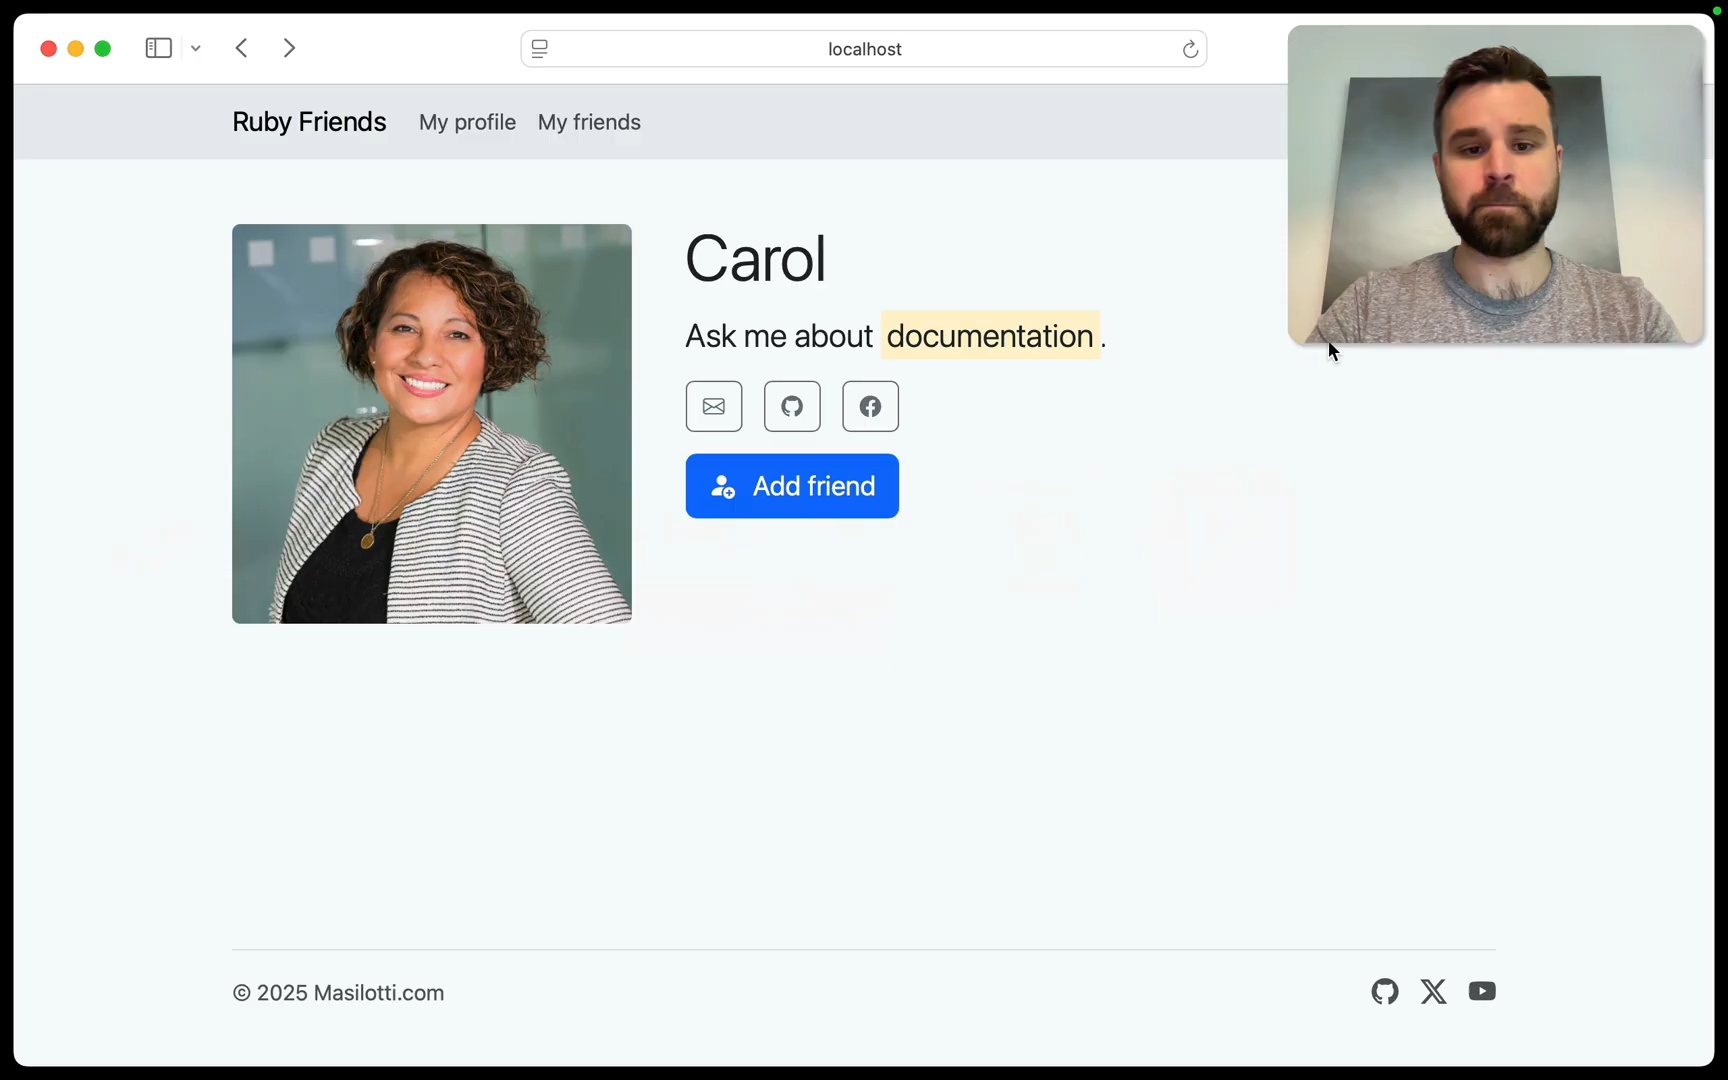 localhost
Ruby Friends My profile My friends
Carol
Ask me about documentation.
Add friend
© 2025 Masilotti.com